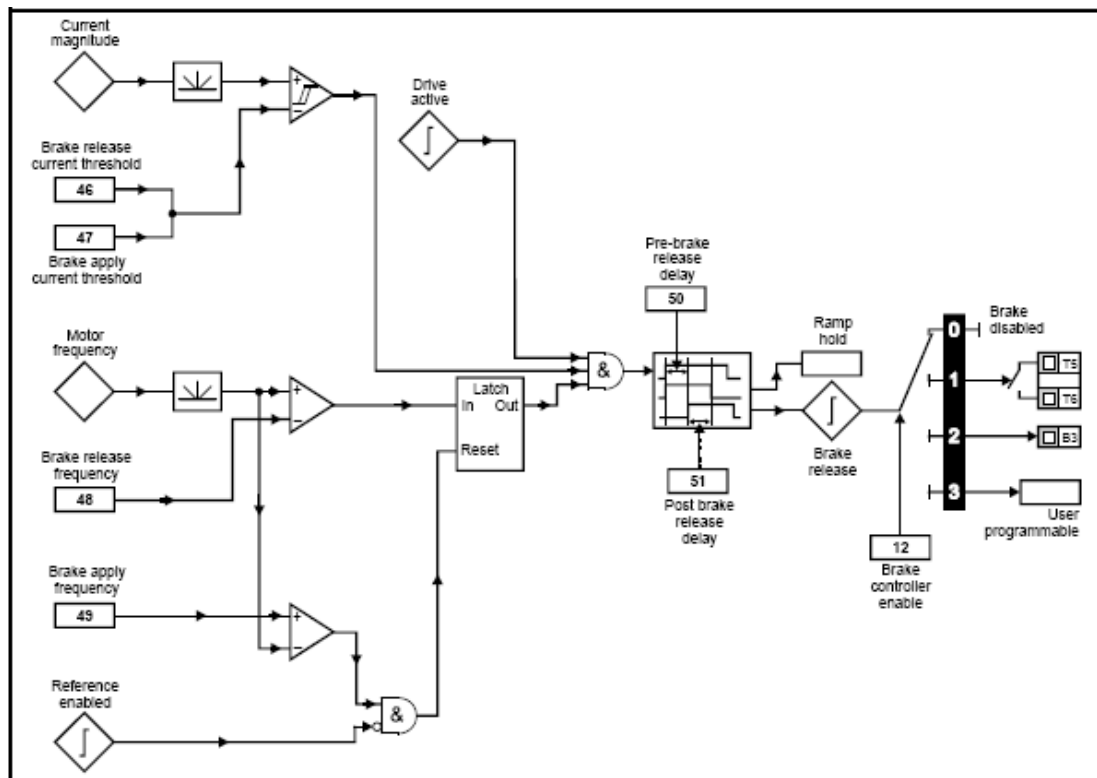 Current
magnitude
Brake release
current threshold
46
47
Brake apply
current threshold
Drive
active
Motor
frequency
Brake release
frequency
48
Brake apply
frequency
49
Reference
enabled
&
Latch
In Out
Reset
&
Pre-brake
release
delay
50
51
Post brake
release
delay
Ramp
hold
Brake
release
12
Brake
controller
enable
0
Brake
disabled
1
T5
T6
2
B3
3
User
programmable